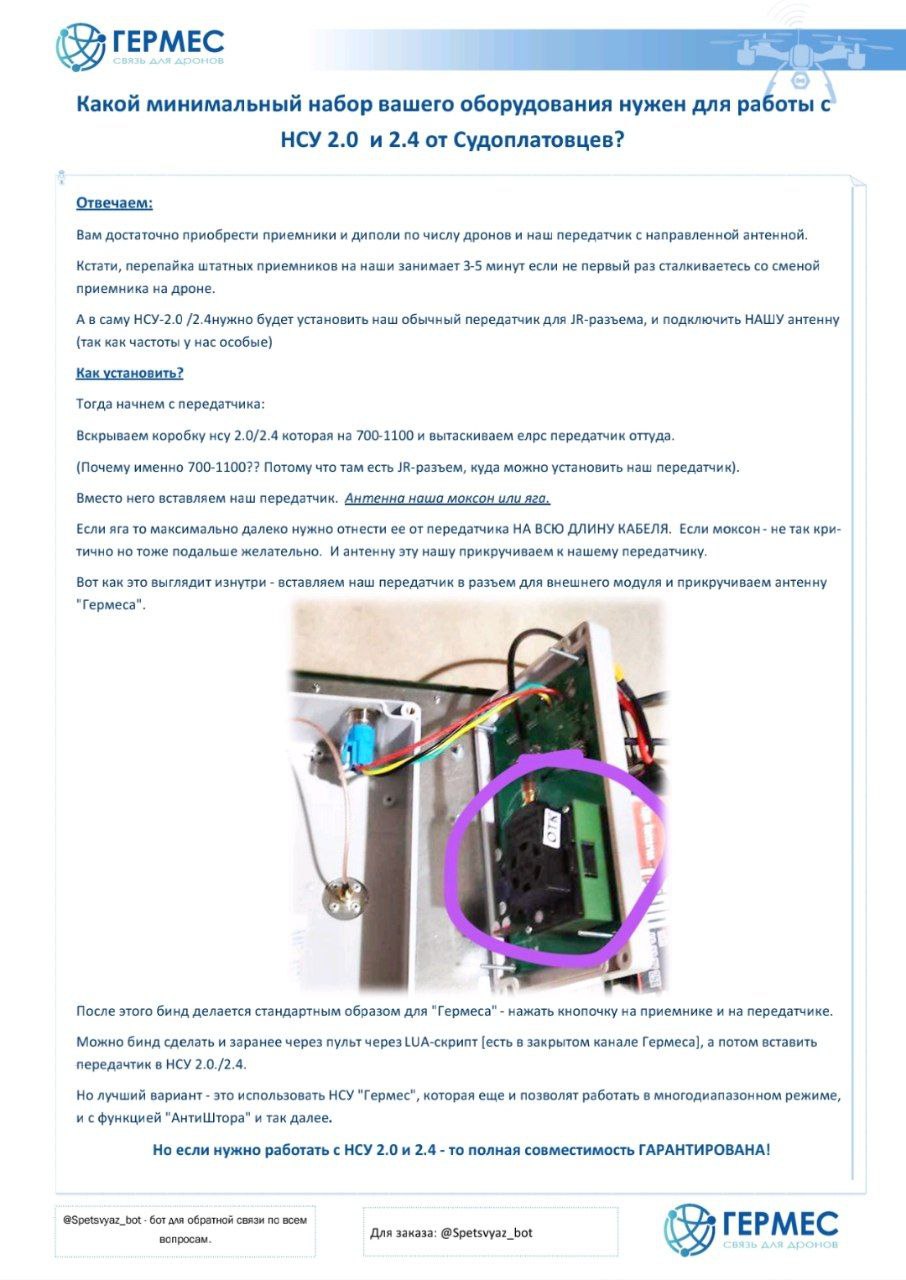 ГЕРМЕС
СВЯЗЬ ДЛЯ ДРОНОВ
Какой минимальный набор вашего оборудования нужен для работы с
НСУ 2.0 и 2.4 от Судоплатовцев?
Отвечаем:
Вам достаточно приобрести приемники и диполи по числу дронов и наш передатчик с направленной антенной.
Кстати, перепайка штатных приемников на наши занимает 3-5 минут если не первый раз сталкиваетесь со сменой
приемника на дроне.
А в саму НСУ-2.0 /2.4нужно будет установить наш обычный передатчик для JR-разъема, и подключить НАШУ антенну
(так как частоты у нас особые)
Как установить?
Тогда начнем с передатчика:
Вскрываем коробку нсу 2.0/2.4 которая на 700-1100 и вытаскиваем елрс передатчик оттуда.
(Почему именно 700-1100?? Потому что там есть JR-разъем, куда можно установить наш передатчик).
Вместо него вставляем наш передатчик. Антенна наша моксон или яга.
Если яга то максимально далеко нужно отнести ее от передатчика НА ВСЮ ДЛИНУ КАБЕЛЯ. Если моксон - не так кри-
тично но тоже подальше желательно. И антенну эту нашу прикручиваем к нашему передатчику.
Вот как это выглядит изнутри - вставляем наш передатчик в разъем для внешнего модуля и прикручиваем антенну
"Гермеса".
ОТК
После этого бинд делается стандартным образом для "Гермеса" - нажать кнопочку на приемнике и на передатчике.
Можно бинд сделать и заранее через пульт через LUA-скрипт [есть в закрытом канале Гермеса], а потом вставить
передачтик в НСУ 2.0./2.4.
Но лучший вариант - это использовать НСУ "Гермес", которая еще и позволят работать в многодиапазонном режиме,
и с функцией "АнтиШтора" и так далее.
Но если нужно работать с НСУ 2.0 и 2.4 - то полная совместимость ГАРАНТИРОВАНА!
@Spetsvyaz_bot - бот для обратной связи по всем
вопросам.
Для заказа: @Spetsvyaz_bot
ГЕРМЕС
СВЯЗЬ ДЛЯ ДРОНОВ